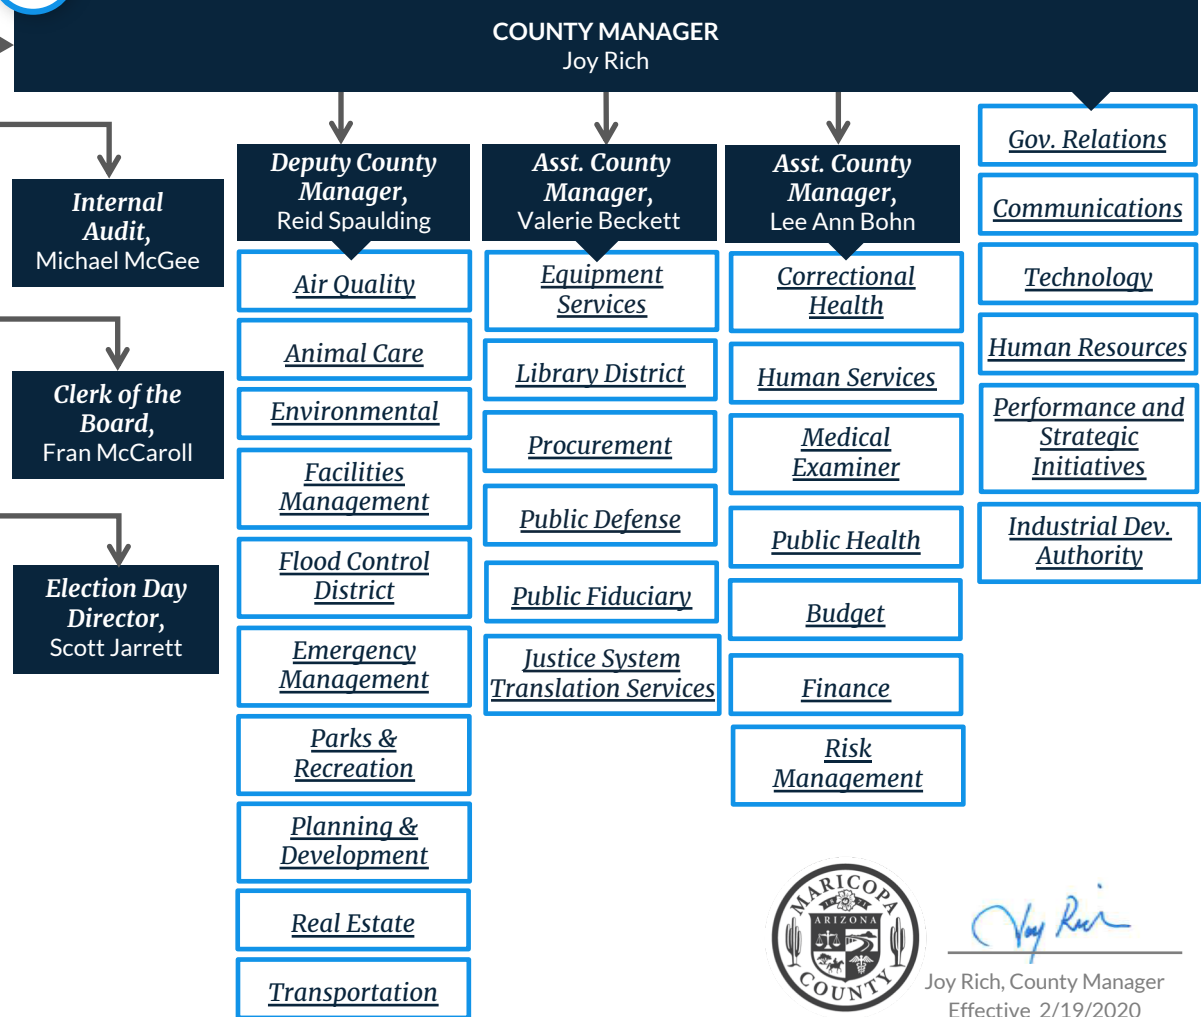 COUNTY MANAGER
Joy Rich
Internal
Audit,
Michael McGee
Clerk of the
Board,
Fran McCaroll
Election Day
Director,
Scott Jarrett
Deputy County
Manager,
Reid Spaulding
Air Quality
Animal Care
Environmental
Facilities
Management
Flood Control
District
Emergency
Management
Parks &
Recreation
Planning &
Development
Real Estate
Transportation
Asst. County
Manager,
Valerie Beckett
Equipment
Services
Library District
Procurement
Public Defense
Public Fiduciary
Justice System
Translation Services
Asst. County
Manager,
Lee Ann Bohn
Correctional
Health
Human Services
Medical
Examiner
Public Health
Budget
Finance
Risk
Management
Gov. Relations
Communications
Technology
Human Resources
Performance and
Strategic
Initiatives
Industrial Dev.
Authority
MARICOPA
ARIZONA
COUNTY
Joy Rich
Joy Rich, County Manager
Effective 2/19/2020